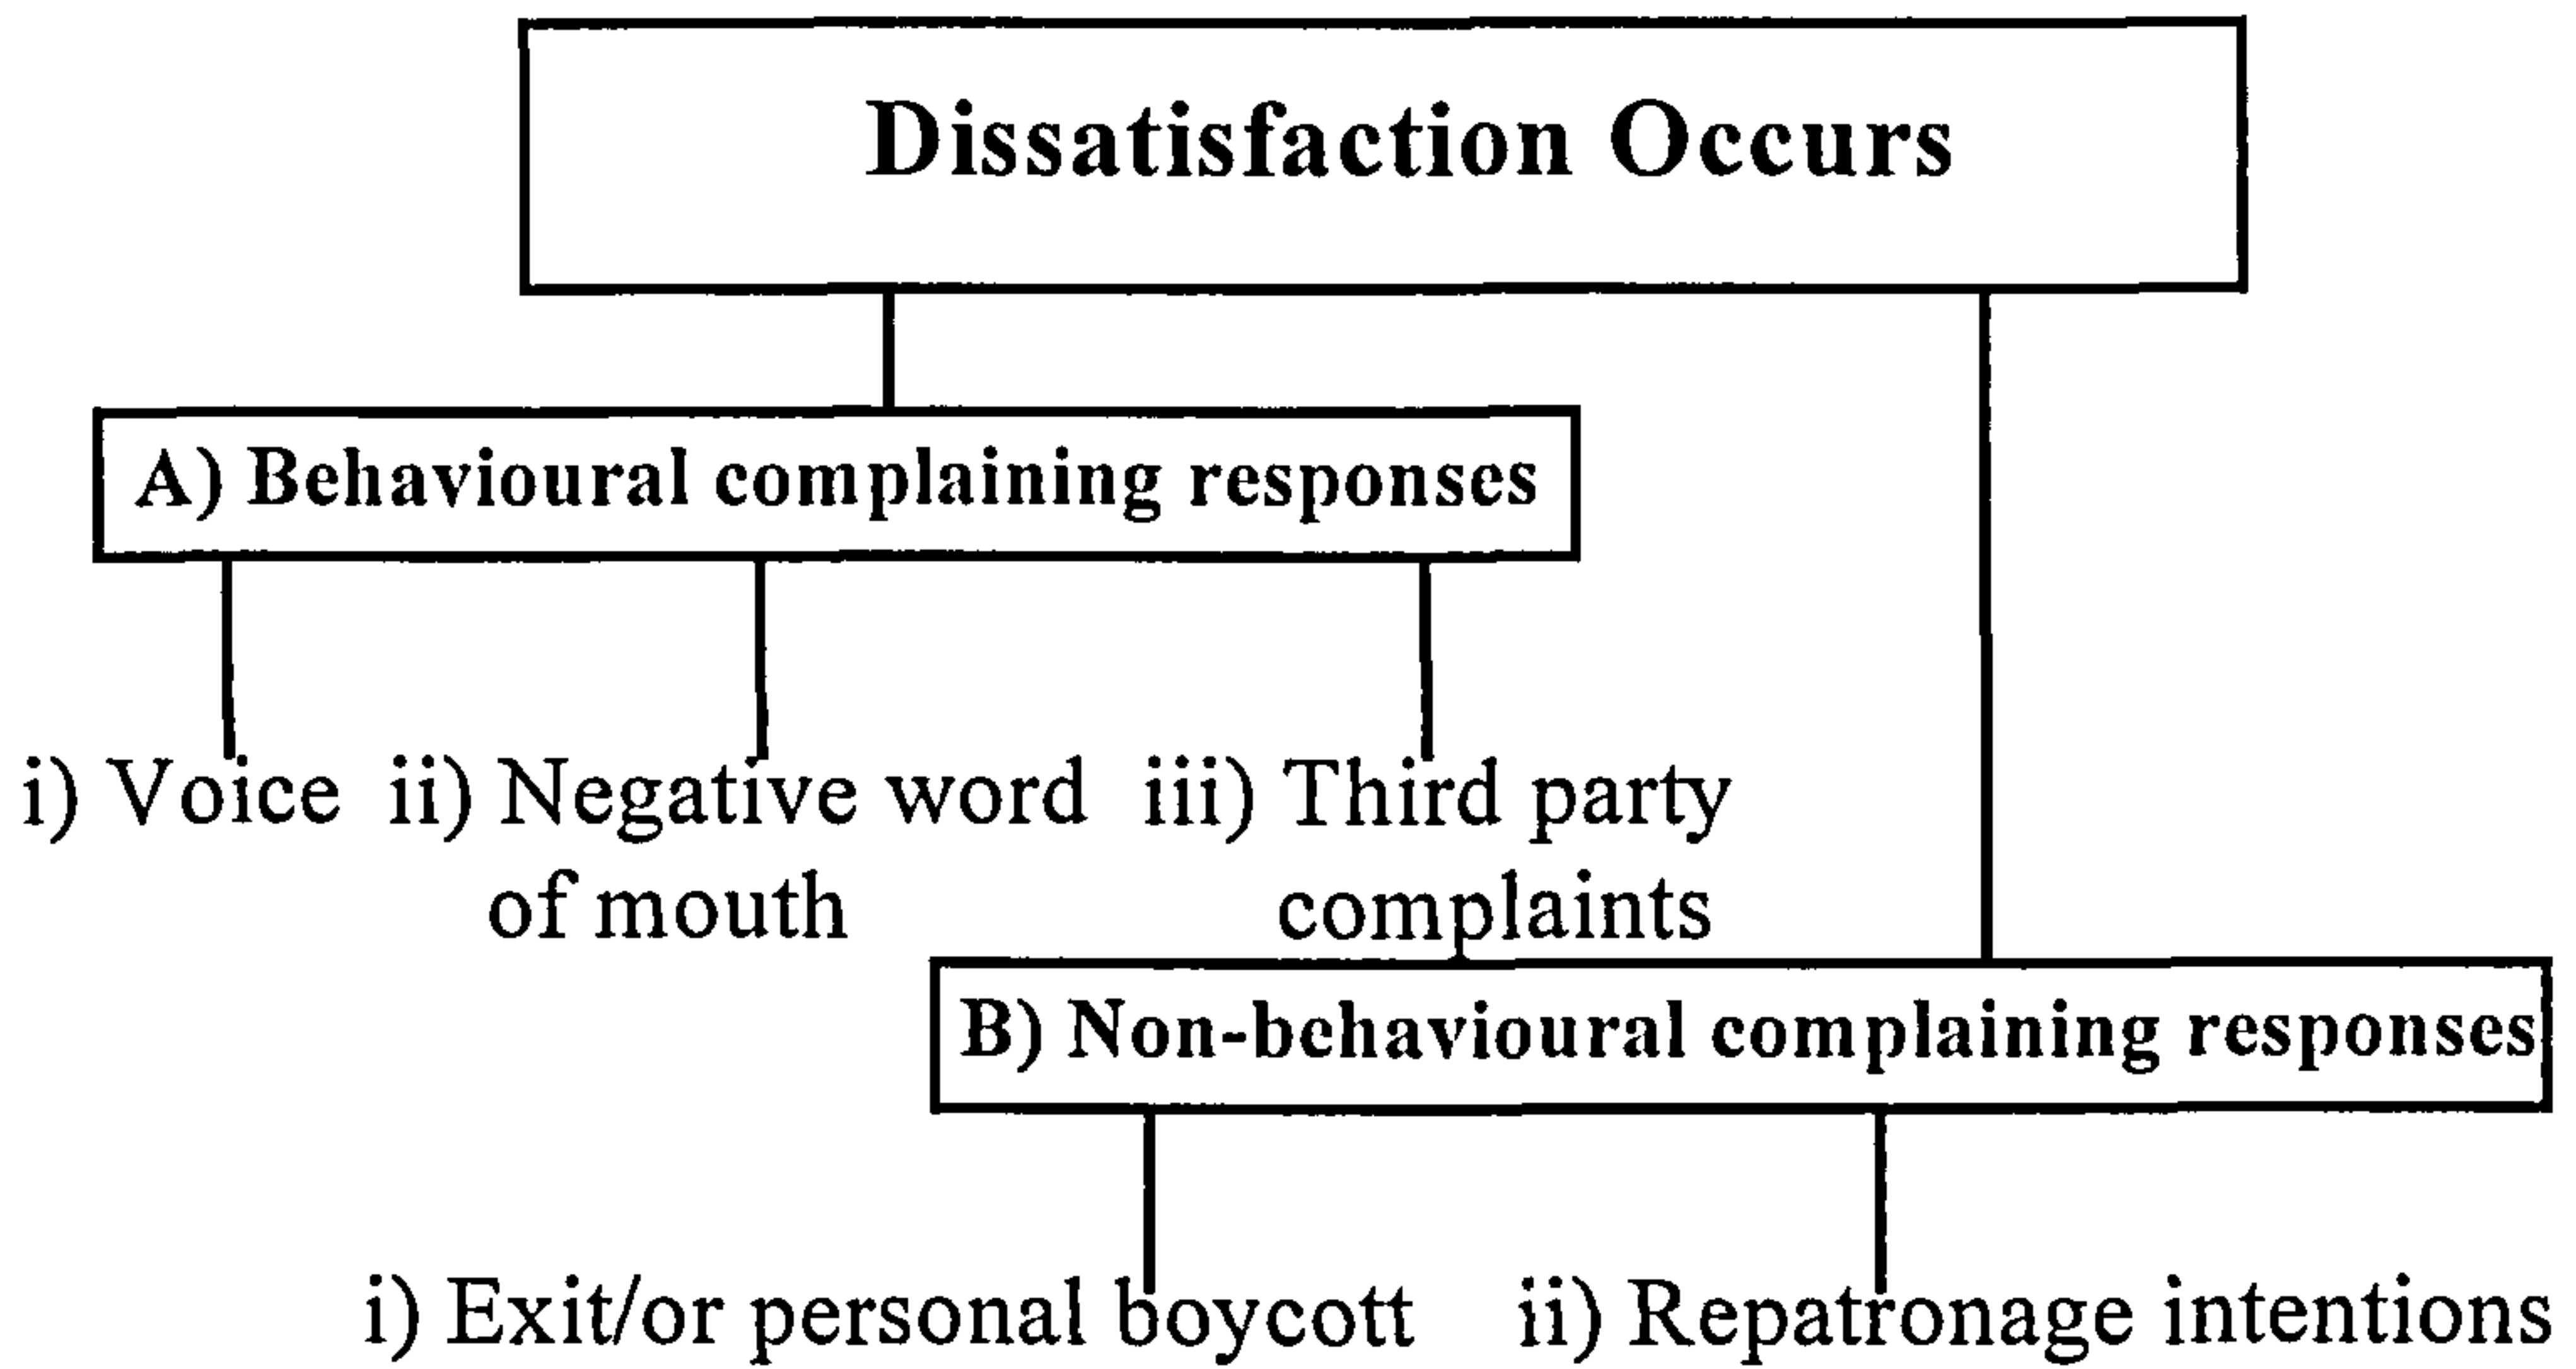 Dissatisfaction Occurs
A) Behavioural complaining responses
i) Voice ii) Negative word iii) Third party
of mouth complaints
B) Non-behavioural complaining responses
i) Exit/or personal boycott ii) Repatronage intentions